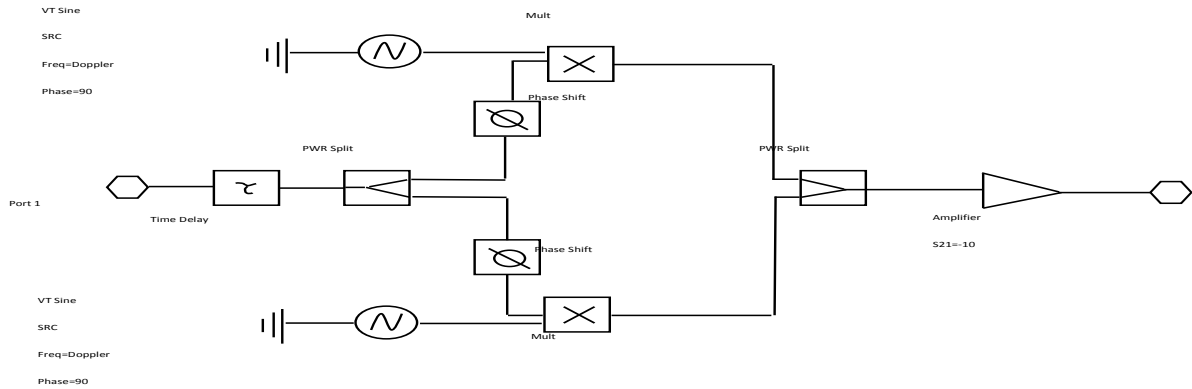 VT Sine
SRC
Freq=Doppler
Phase=90
Mult
Phase Shift
PWR Split
PWR Split
Port 1
Time Delay
Amplifier
S21=-10
Phase Shift
VT Sine
SRC
Freq=Doppler
Phase=90
Mult